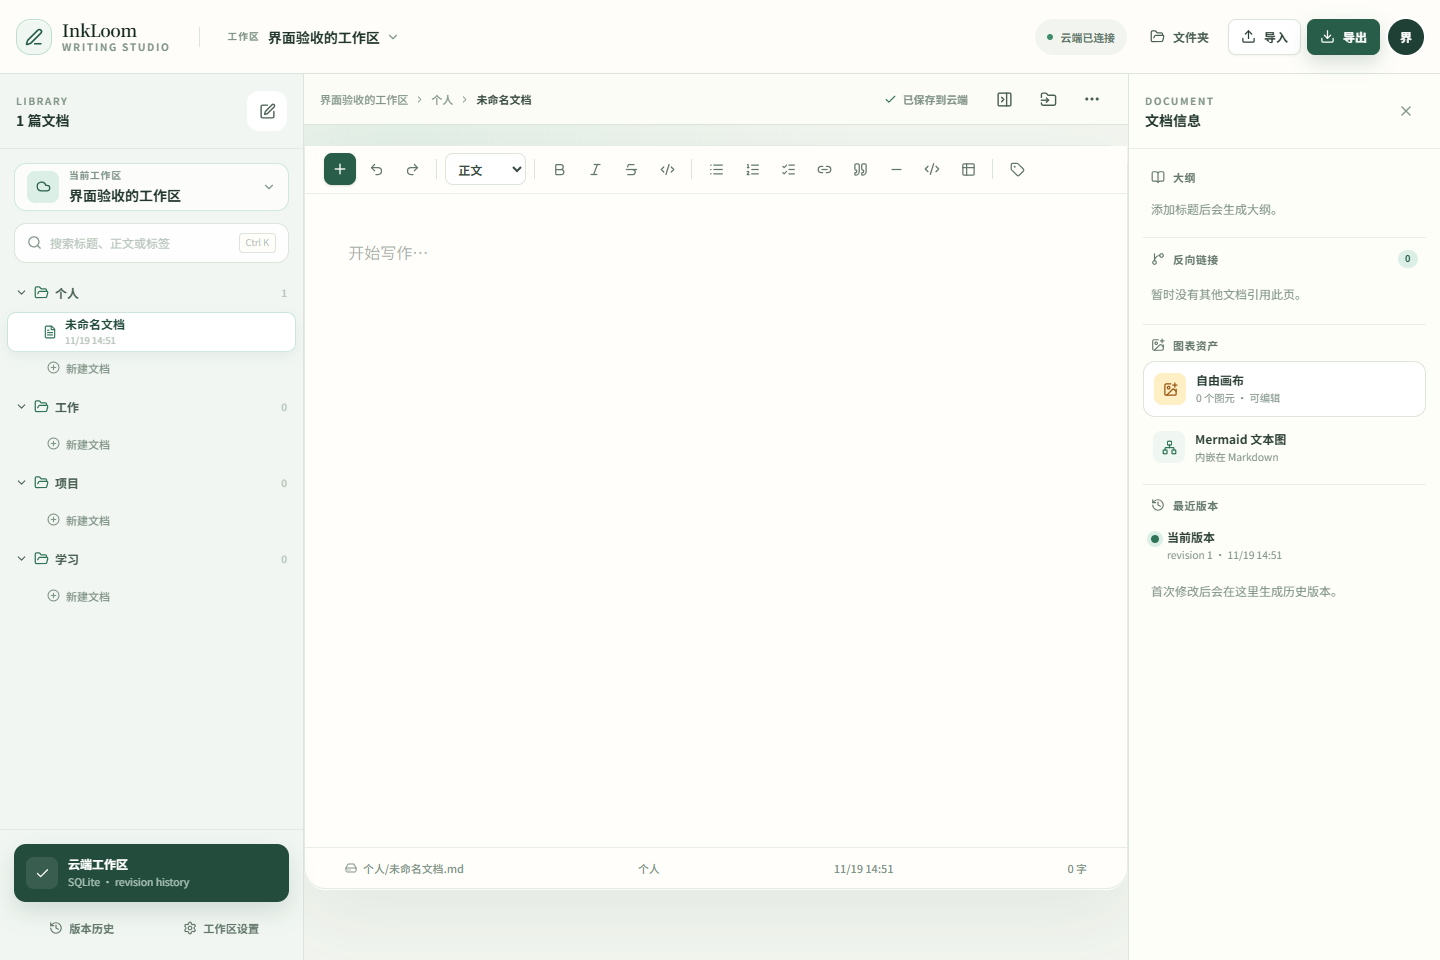 InkLoom
WRITING STUDIO
工作区 界面验收的工作区
云端已连接
文件夹
导入
导出
界
LIBRARY
1 篇文档
当前工作区
界面验收的工作区
搜索标题、正文或标签 Ctrl K
个人 1
未命名文档
11/19 14:51
新建文档
工作 0
新建文档
项目 0
新建文档
学习 0
新建文档
云端工作区
SQLite · revision history
版本历史 工作区设置
界面验收的工作区 > 个人 > 未命名文档
已保存到云端
正文
开始写作…
个人/未命名文档.md 个人 11/19 14:51 0 字
DOCUMENT
文档信息
大纲
添加标题后会生成大纲。
反向链接 0
暂时没有其他文档引用此页。
图表资产
自由画布
0 个图元 · 可编辑
Mermaid 文本图
内嵌在 Markdown
最近版本
当前版本
revision 1 · 11/19 14:51
首次修改后会在这里生成历史版本。